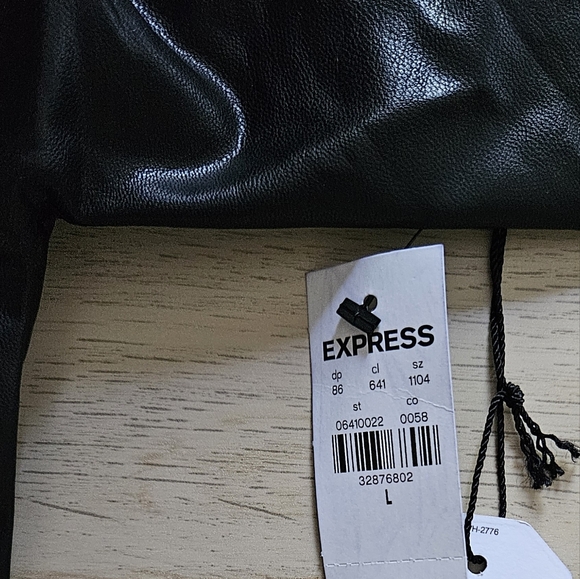 EXPRESS
dp cl sz
86 641 1104
st co
06410022 0058
32876802
L
H-2776